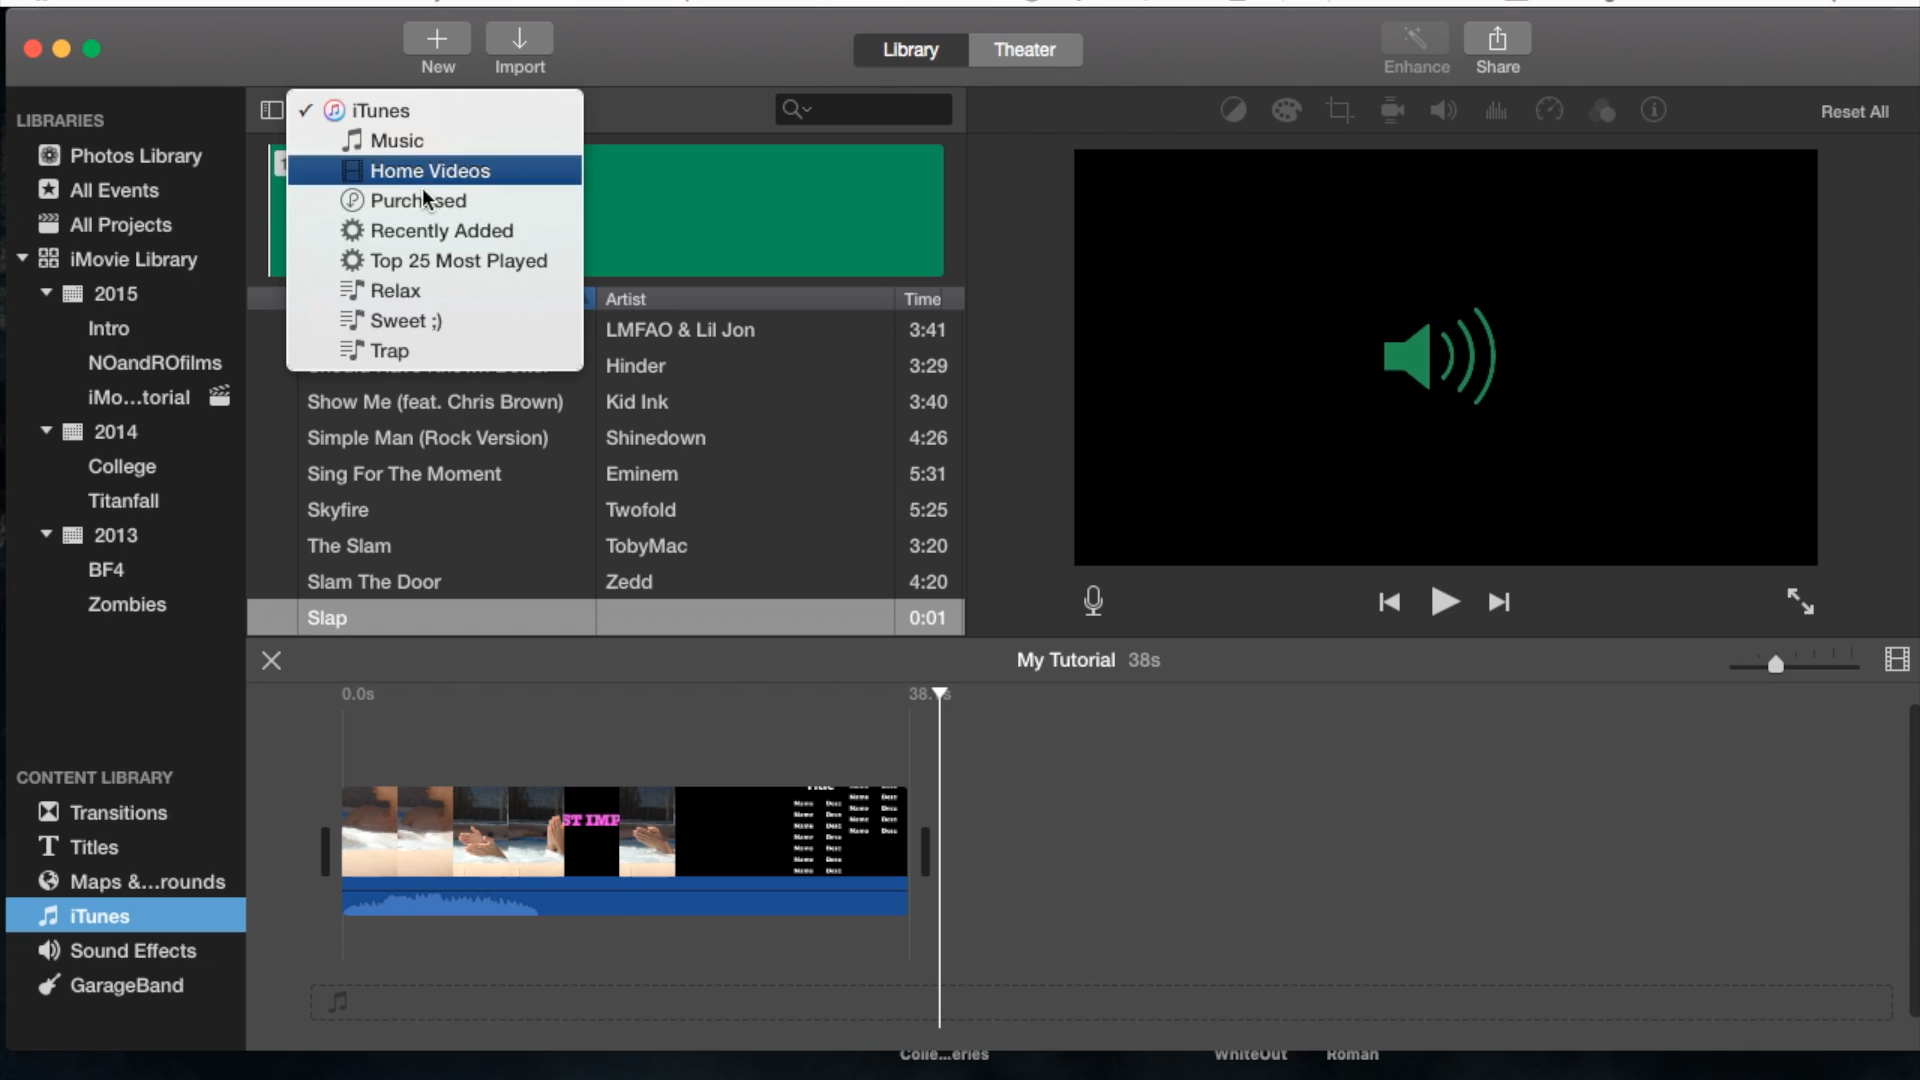 New
Import
Library
Theater
Enhance
Share
LIBRARIES
Photos Library
All Events
All Projects
iMovie Library
2015
Intro
NOandROfilms
iMo...torial
2014
College
Titanfall
2013
BF4
Zombies
CONTENT LIBRARY
Transitions
Titles
Maps &...rounds
iTunes
Sound Effects
GarageBand
✓ iTunes
Music
Home Videos
Purchased
Recently Added
Top 25 Most Played
Relax
Sweet ;)
Trap
Reset All
Artist Time
LMFAO & Lil Jon 3:41
Hinder 3:29
Show Me (feat. Chris Brown) Kid Ink 3:40
Simple Man (Rock Version) Shinedown 4:26
Sing For The Moment Eminem 5:31
Skyfire Twofold 5:25
The Slam TobyMac 3:20
Slam The Door Zedd 4:20
Slap 0:01
My Tutorial 38s
0.0s
ST IMP
Colle...eries
WhiteOut
Roman